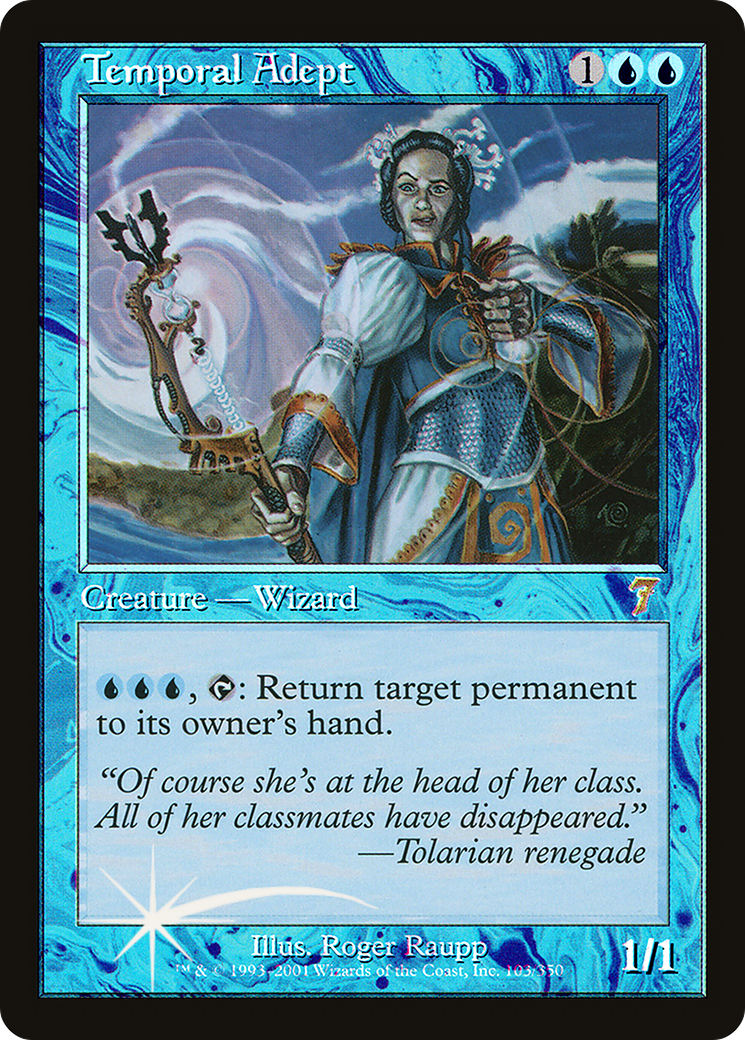 Temporal Adept 1
Creature — Wizard
7
, : Return target permanent
to its owner's hand.
“Of course she's at the head of her class.
All of her classmates have disappeared.”
—Tolarian renegade
Illus. Roger Raupp
™ & © 1993-2001 Wizards of the Coast, Inc. 103/350
1/1